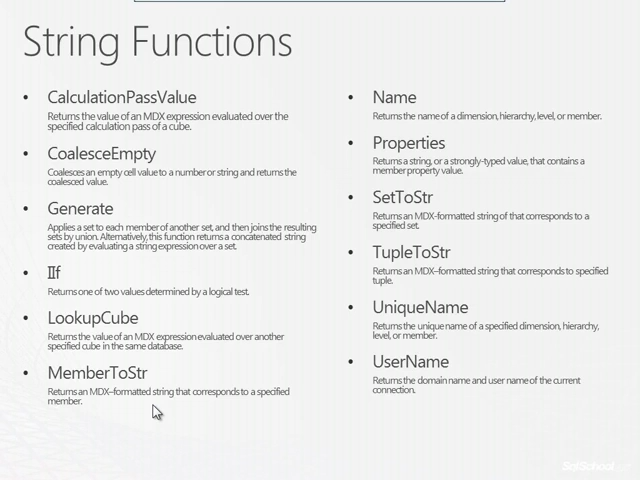 String Functions
• CalculationPassValue
Returns the value of an MDX expression evaluated over the
specified calculation pass of a cube.
• CoalesceEmpty
Coalesces an empty cell value to a number or string and returns the
coalesced value.
• Generate
Applies a set to each member of another set, and then joins the resulting
sets by union. Alternatively, this function returns a concatenated string
created by evaluating a string expression over a set.
• IIf
Returns one of two values determined by a logical test.
• LookupCube
Returns the value of an MDX expression evaluated over another
specified cube in the same database.
• MemberToStr
Returns an MDX–formatted string that corresponds to a specified
member.
• Name
Returns the name of a dimension, hierarchy, level, or member.
• Properties
Returns a string, or a strongly-typed value, that contains a
member property value.
• SetToStr
Returns an MDX-formatted string of that corresponds to a
specified set.
• TupleToStr
Returns an MDX–formatted string that corresponds to specified
tuple.
• UniqueName
Returns the unique name of a specified dimension, hierarchy,
level, or member.
• UserName
Returns the domain name and user name of the current
connection.